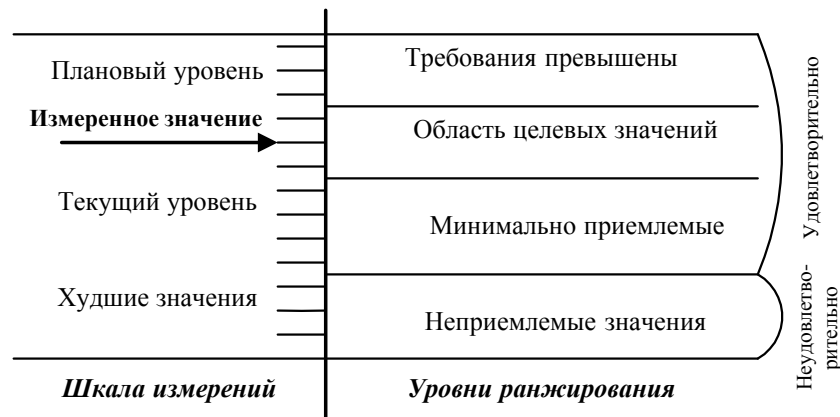 Плановый уровень
Измеренное значение
Текущий уровень
Худшие значения
Шкала измерений
Требования превышены
Область целевых значений
Минимально приемлемые
Неприемлемые значения
Уровни ранжирования
Удовлетворительно
Неудовлетво-
рительно